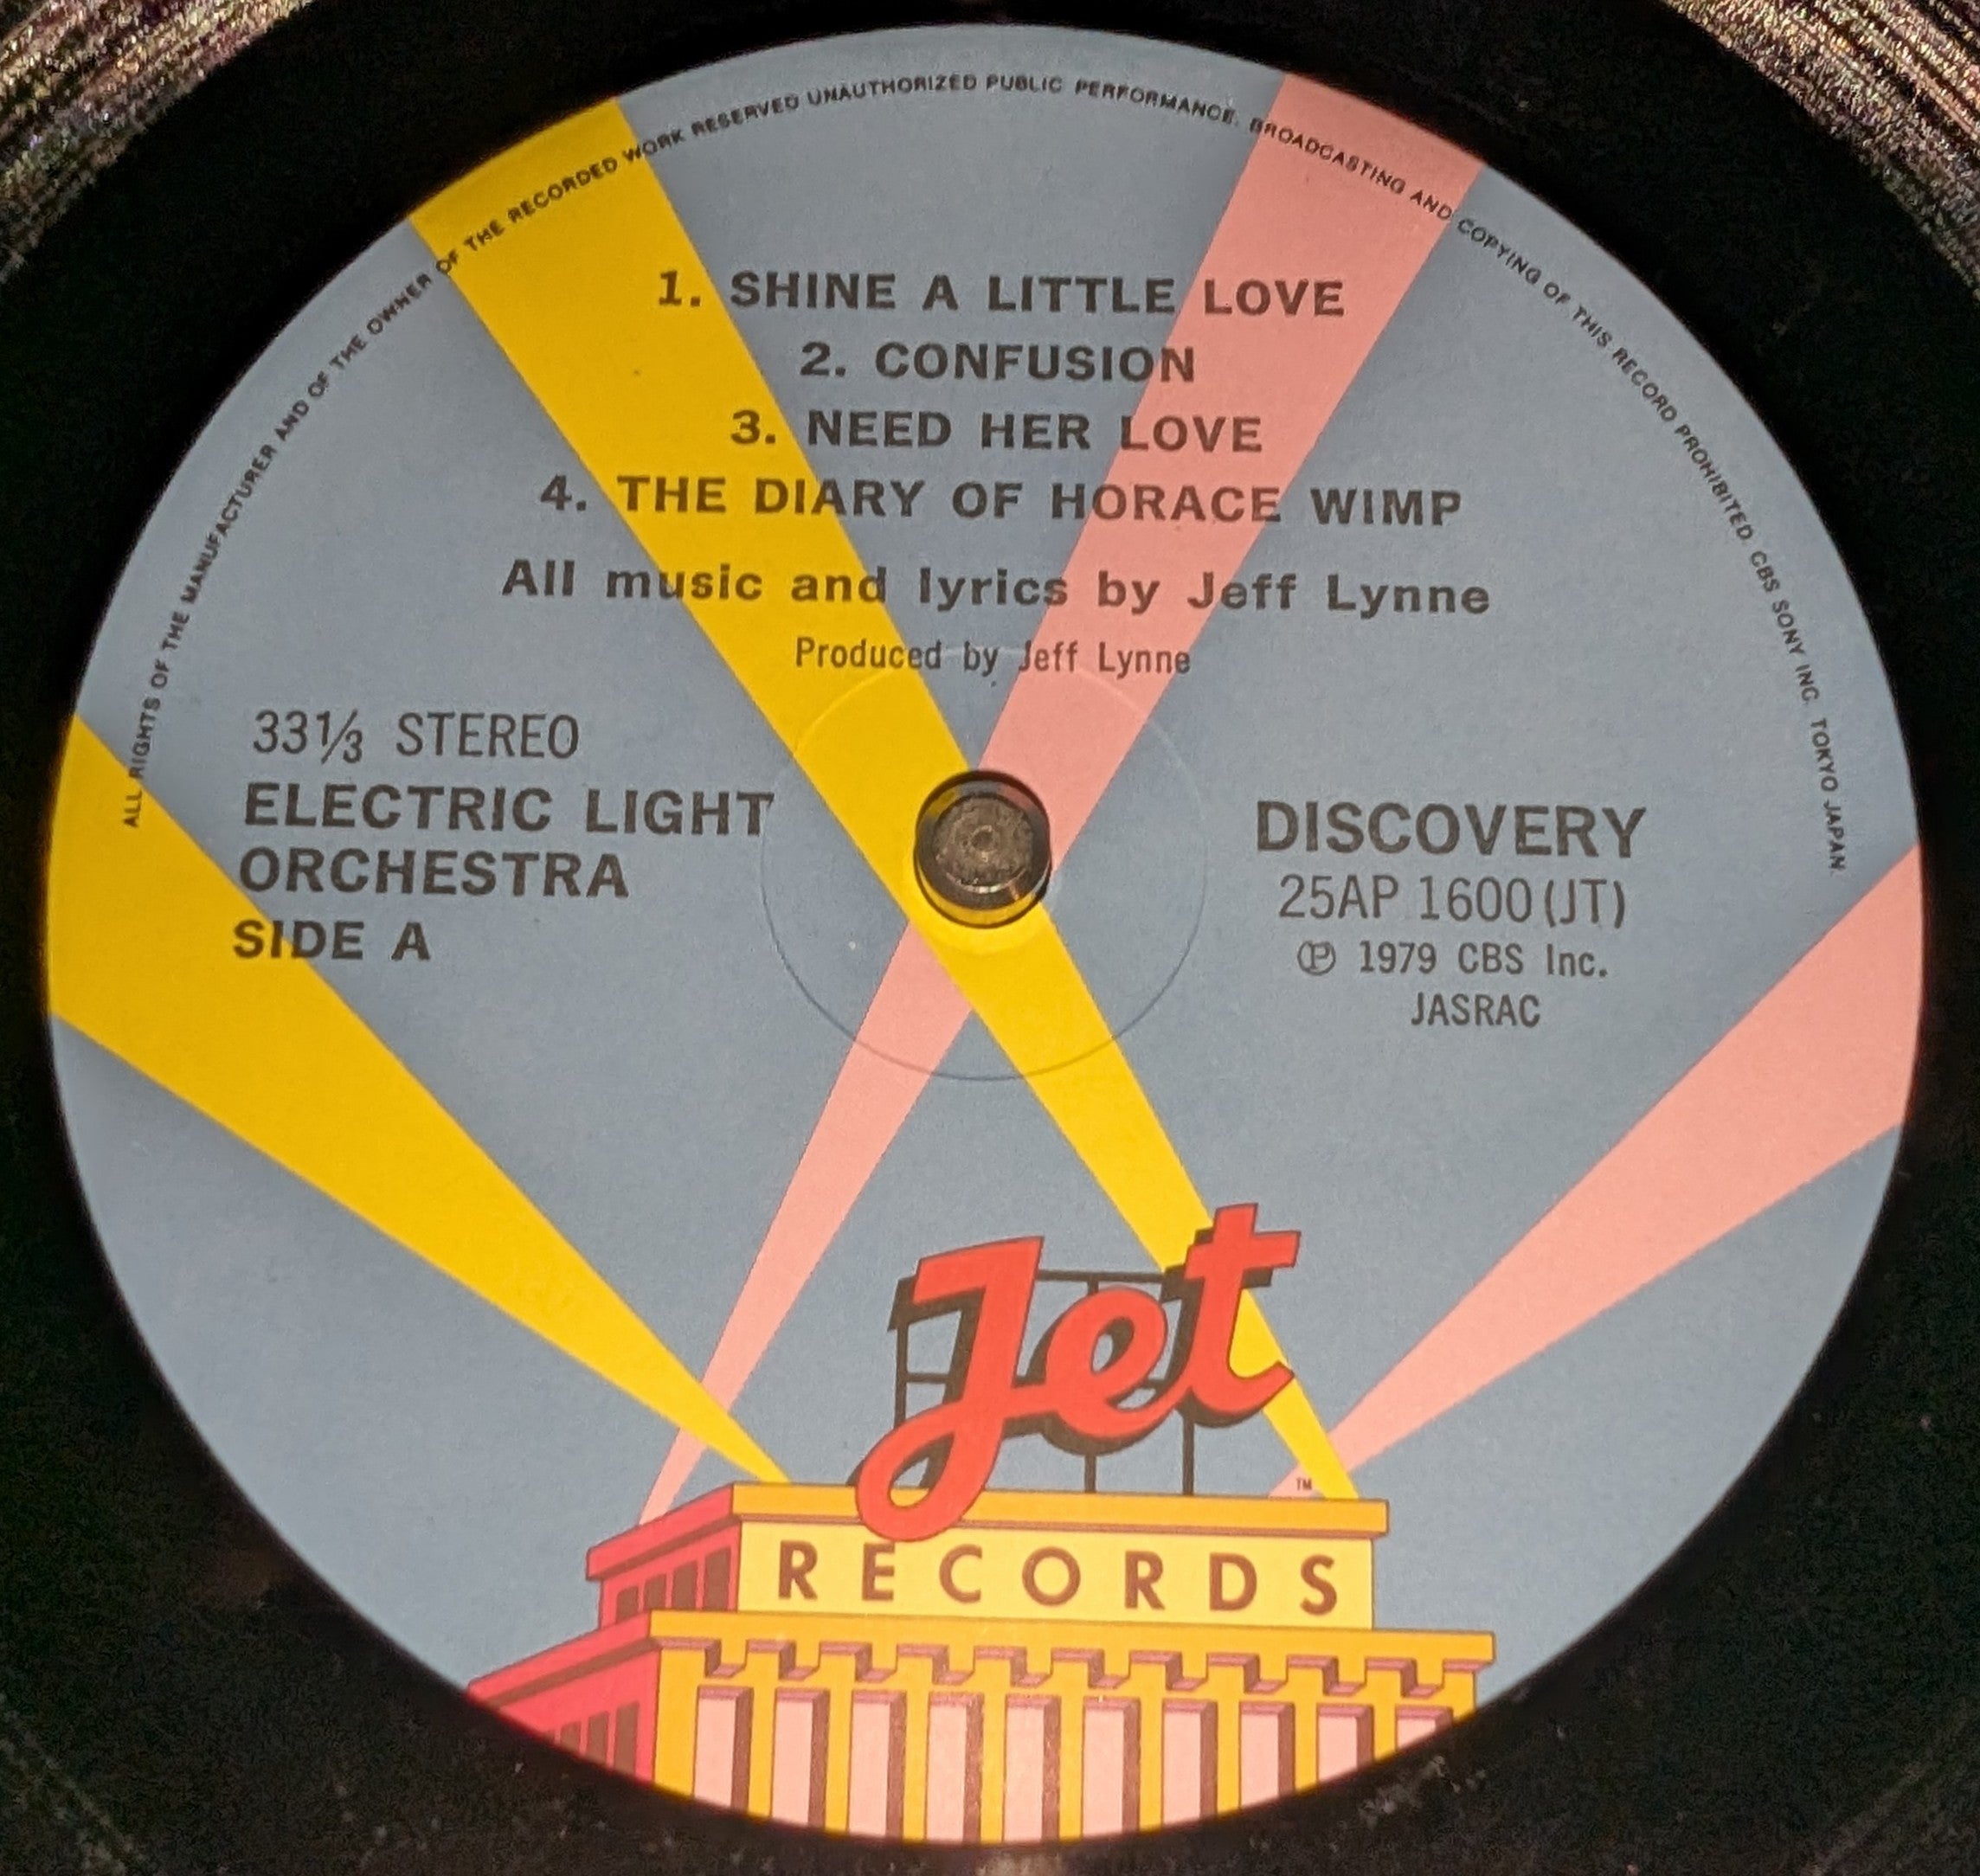 ALL RIGHTS OF THE MANUFACTURER AND OF THE OWNER OF THE RECORDED WORK RESERVED UNAUTHORIZED PUBLIC PERFORMANCE. BROADCASTING AND COPYING OF THIS RECORD PROHIBITED. CBS SONY INC. TOKYO JAPAN.
1. SHINE A LITTLE LOVE
2. CONFUSION
3. NEED HER LOVE
4. THE DIARY OF HORACE WIMP
All music and lyrics by Jeff Lynne
Produced by Jeff Lynne
33⅓ STEREO
ELECTRIC LIGHT
ORCHESTRA
SIDE A
DISCOVERY
25AP 1600 (JT)
Ⓟ 1979 CBS Inc.
JASRAC
Jet
TM
RECORDS